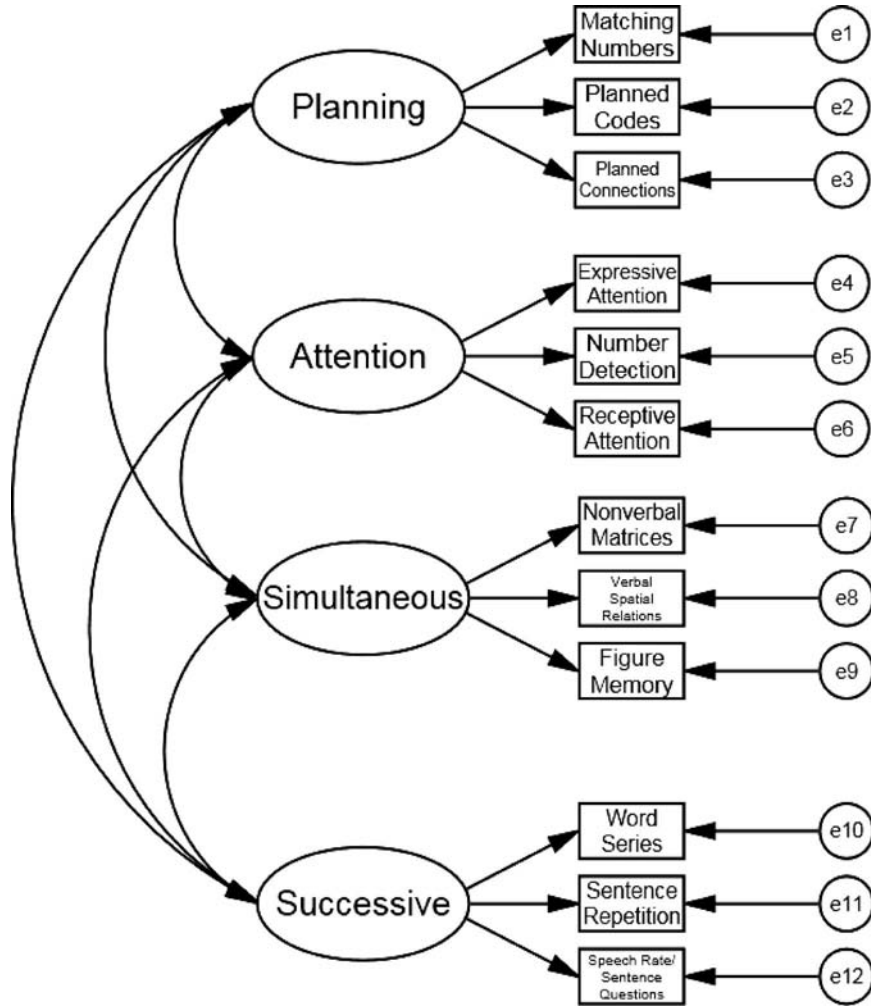 Matching
Numbers
e1
Planning
Planned
Codes
e2
Planned
Connections
e3
Expressive
Attention
e4
Attention
Number
Detection
e5
Receptive
Attention
e6
Nonverbal
Matrices
e7
Simultaneous
Verbal
Spatial
Relations
e8
Figure
Memory
e9
Word
Series
e10
Successive
Sentence
Repetition
e11
Speech Rate/
Sentence
Questions
e12